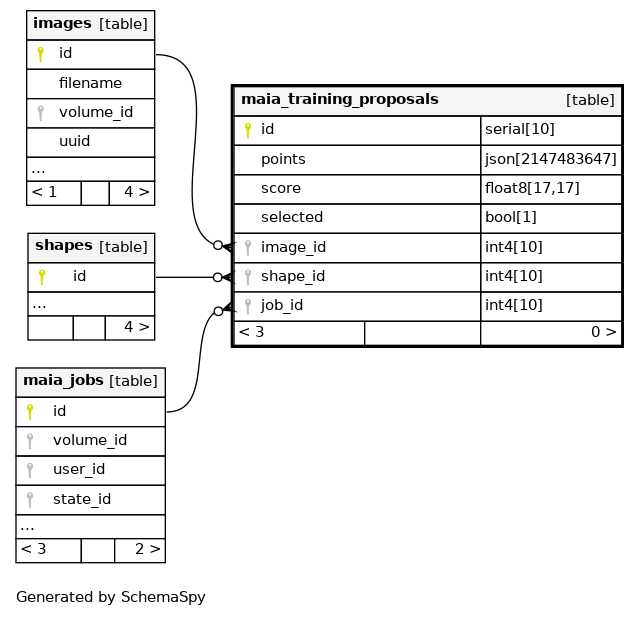 images [table]
id
filename
volume_id
uuid
...
< 1 4 >
shapes [table]
id
...
4 >
maia_jobs [table]
id
volume_id
user_id
state_id
...
< 3 2 >
maia_training_proposals [table]
id serial[10]
points json[2147483647]
score float8[17,17]
selected bool[1]
image_id int4[10]
shape_id int4[10]
job_id int4[10]
< 3 0 >
Generated by SchemaSpy